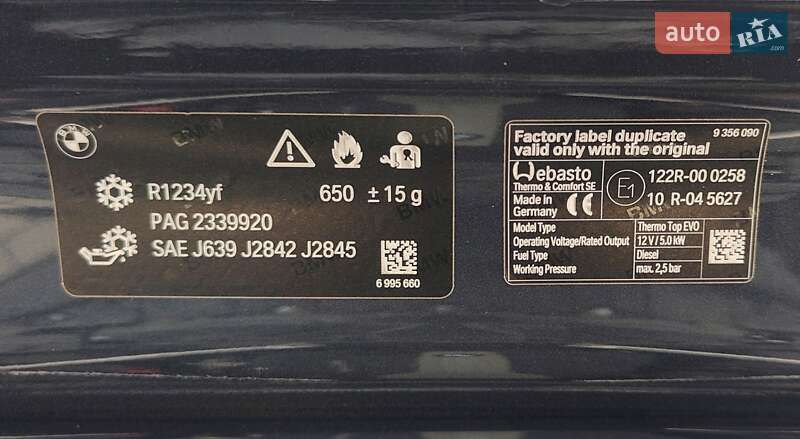 auto RIA .com
BMW
R1234yf 650 ± 15 g
PAG 2339920
SAE J639 J2842 J2845
6 995 660
Factory label duplicate 9 356 090
valid only with the original
Webasto
Thermo & Comfort SE
Made in
Germany
CE
E1
122R-00 0258
10 R-04 5627
Model Type Thermo Top EVO
Operating Voltage/Rated Output 12 V / 5.0 kW
Fuel Type Diesel
Working Pressure max. 2,5 bar